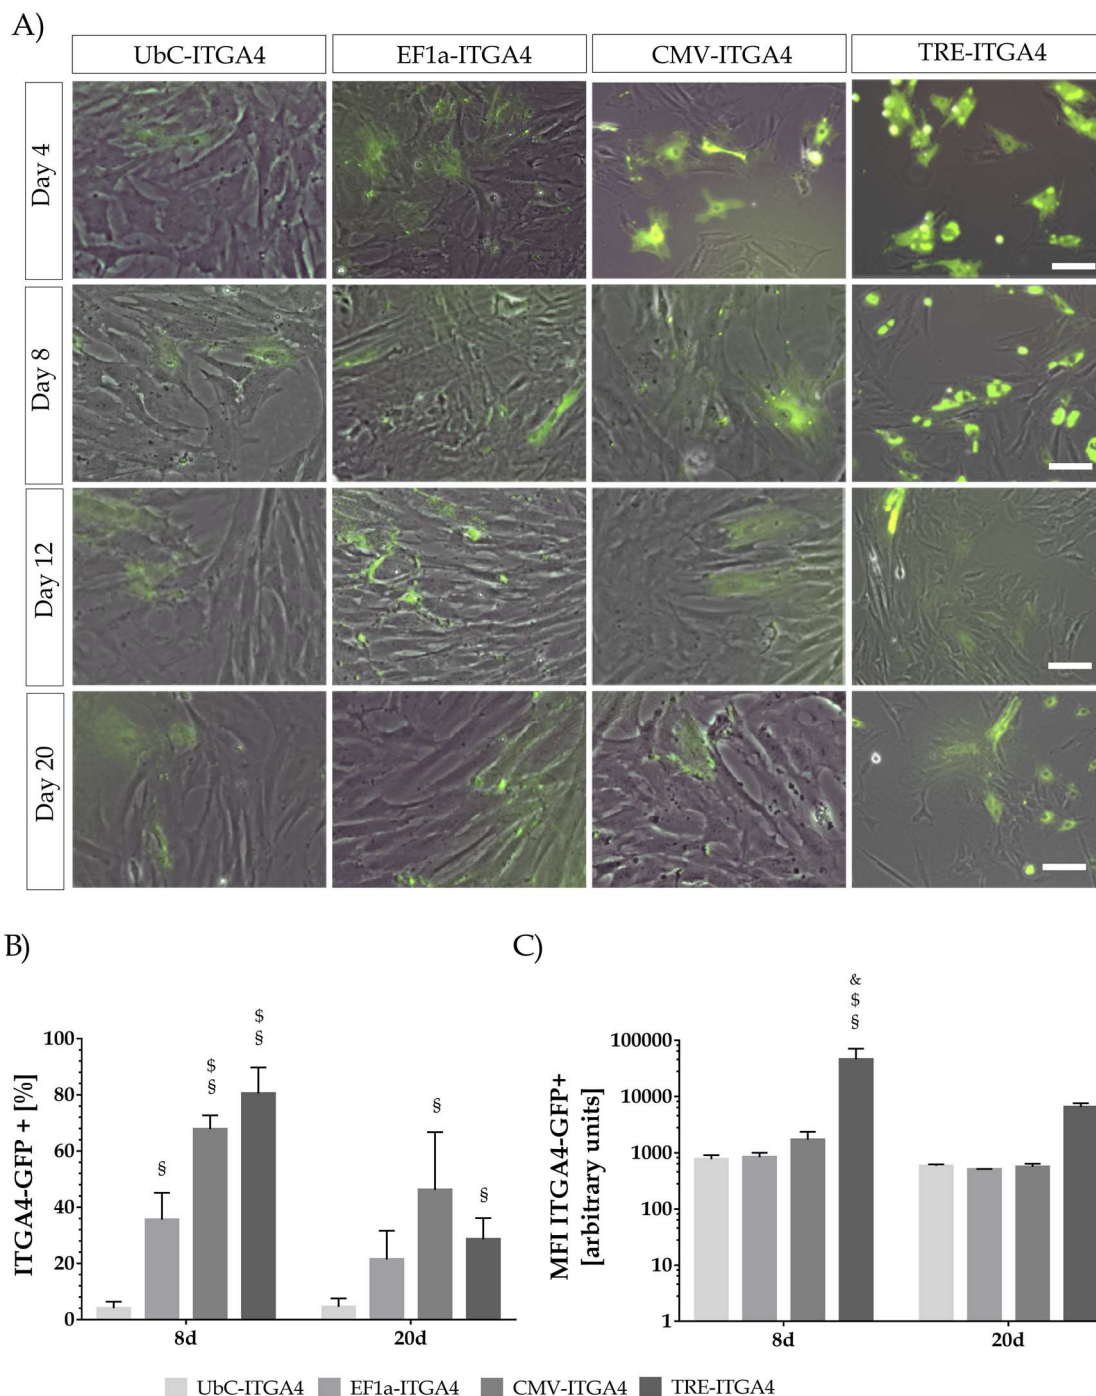 A)
UbC-ITGA4
EF1a-ITGA4
CMV-ITGA4
TRE-ITGA4
Day 4
Day 8
Day 12
Day 20
B)
ITGA4-GFP + [%]
100
80
60
40
20
0
§
$
§
$
§
§
§
8d
20d
C)
MFI ITGA4-GFP+
[arbitrary units]
100000
10000
1000
100
10
1
&
$
§
8d
20d
UbC-ITGA4 EF1a-ITGA4 CMV-ITGA4 TRE-ITGA4